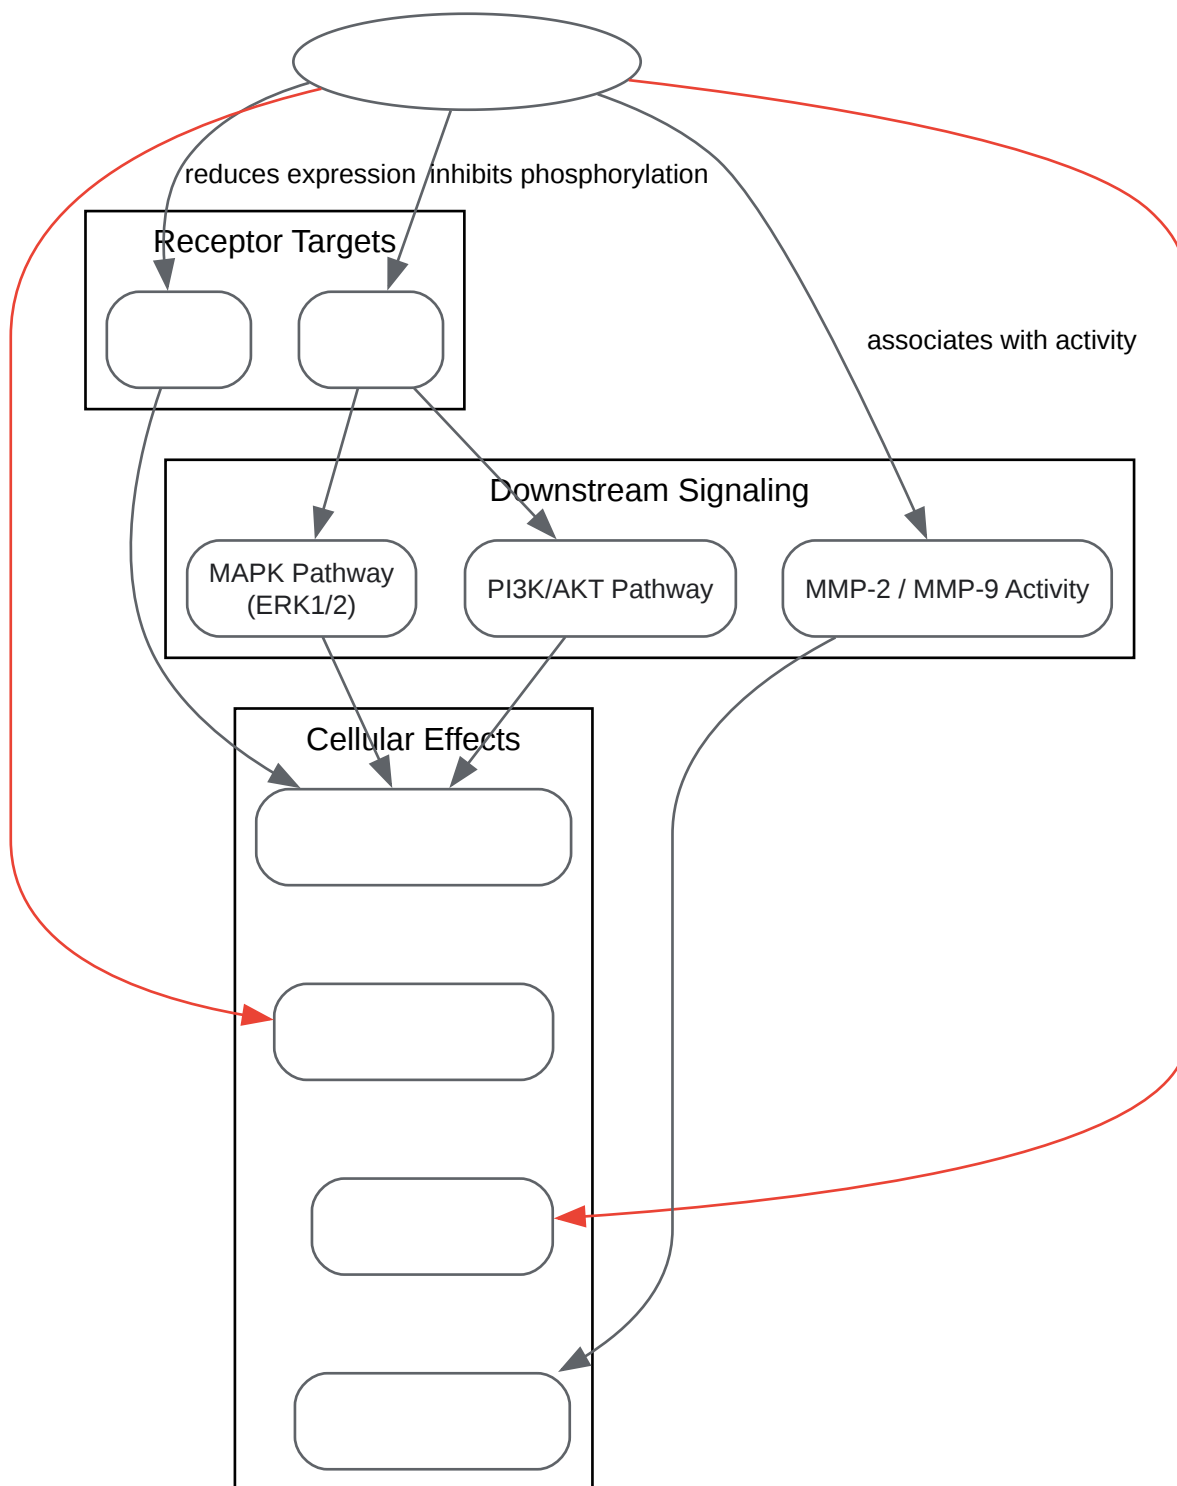 reduces expression
inhibits phosphorylation
Receptor Targets
associates with activity
Downstream Signaling
MAPK Pathway
(ERK1/2)
PI3K/AKT Pathway
MMP-2 / MMP-9 Activity
Cellular Effects